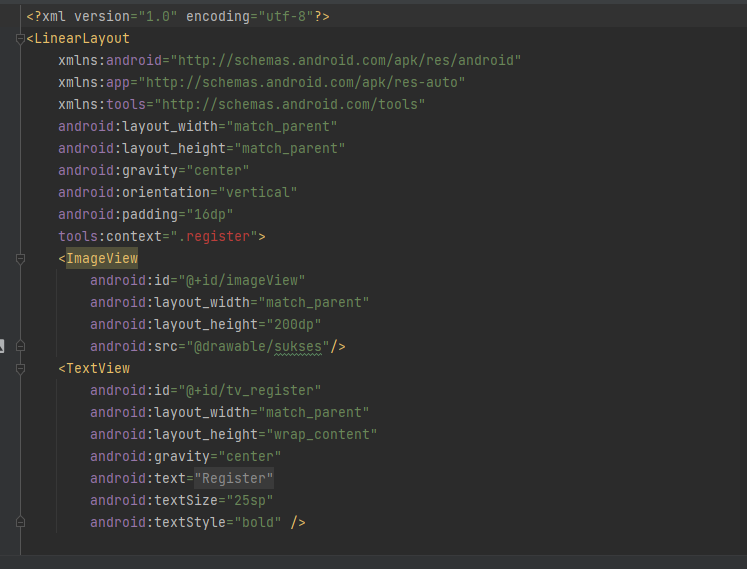 <?xml version="1.0" encoding="utf-8"?>
<LinearLayout
xmlns:android="http://schemas.android.com/apk/res/android"
xmlns:app="http://schemas.android.com/apk/res-auto"
xmlns:tools="http://schemas.android.com/tools"
android:layout_width="match_parent"
android:layout_height="match_parent"
android:gravity="center"
android:orientation="vertical"
android:padding="16dp"
tools:context=".register">
<ImageView
android:id="@+id/imageView"
android:layout_width="match_parent"
android:layout_height="200dp"
android:src="@drawable/sukses"/>
<TextView
android:id="@+id/tv_register"
android:layout_width="match_parent"
android:layout_height="wrap_content"
android:gravity="center"
android:text="Register"
android:textSize="25sp"
android:textStyle="bold" />